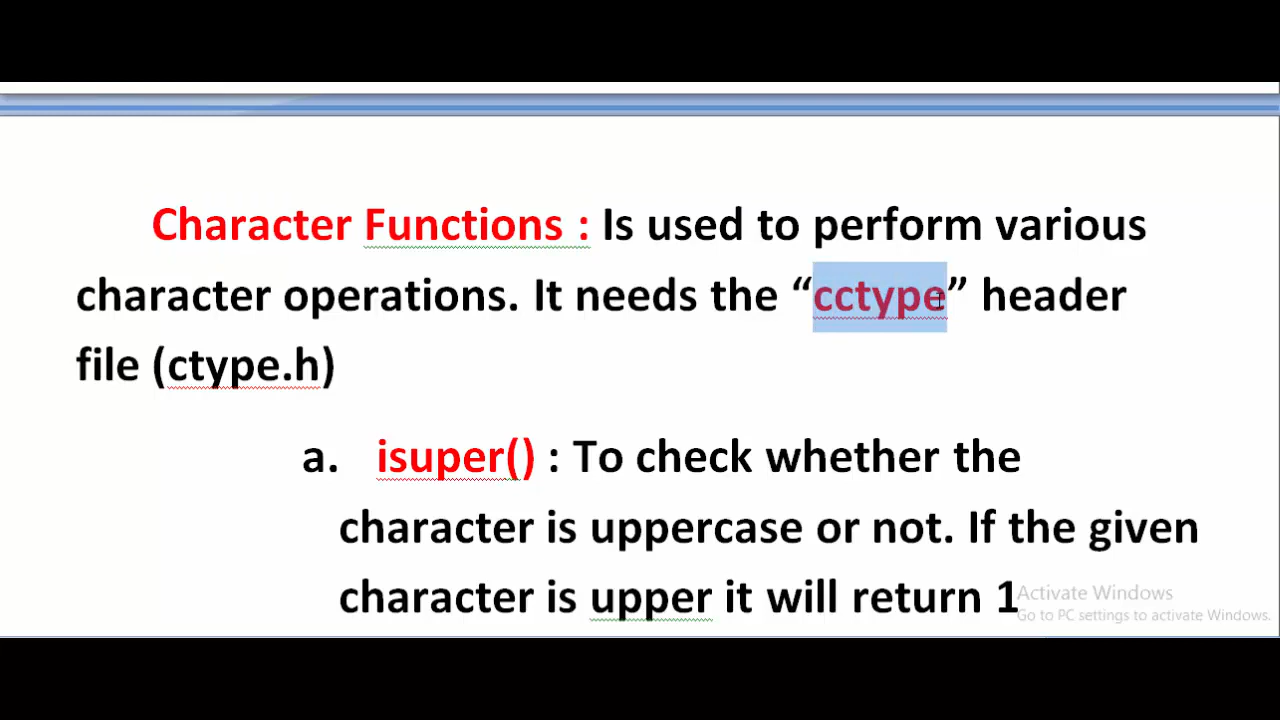 Character Functions : Is used to perform various
character operations. It needs the “cctype” header
file (ctype.h)
a. isuper() : To check whether the
character is uppercase or not. If the given
character is upper it will return 1
Activate Windows
Go to PC settings to activate Windows.